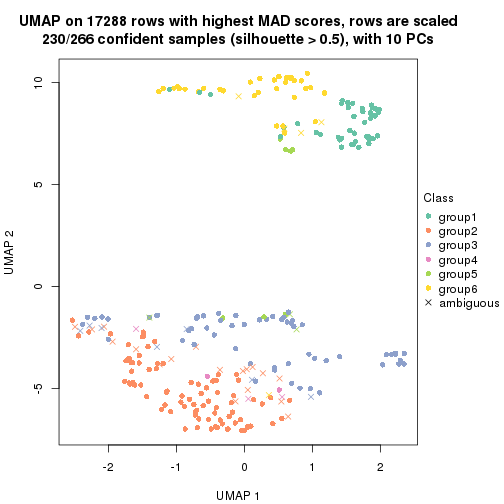 UMAP on 17288 rows with highest MAD scores, rows are scaled
230/266 confident samples (silhouette > 0.5), with 10 PCs
10
5
0
-5
UMAP 2
-2
-1
0
1
2
UMAP 1
Class
group1
group2
group3
group4
group5
group6
ambiguous